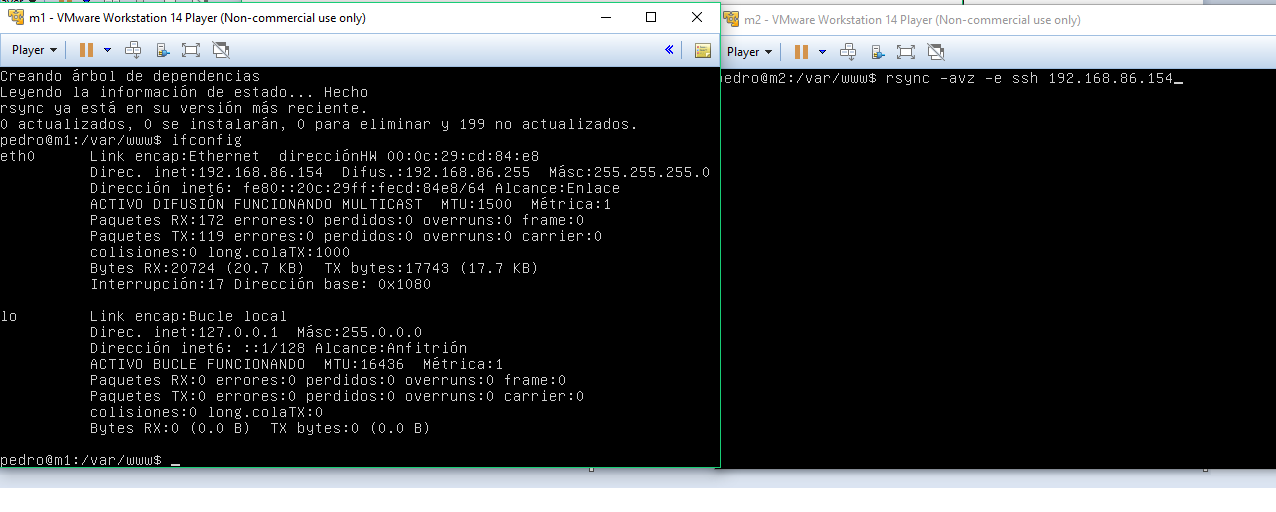 m1 - VMware Workstation 14 Player (Non-commercial use only)
Player
Creando árbol de dependencias
Leyendo la información de estado... Hecho
rsync ya está en su versión más reciente.
0 actualizados, 0 se instalarán, 0 para eliminar y 199 no actualizados.
pedro@m1:/var/www$ ifconfig
eth0      Link encap:Ethernet  direcciónHW 00:0c:29:cd:84:e8
          Direc. inet:192.168.86.154  Difus.:192.168.86.255  Másc:255.255.255.0
          Dirección inet6: fe80::20c:29ff:fecd:84e8/64 Alcance:Enlace
          ACTIVO DIFUSIÓN FUNCIONANDO MULTICAST  MTU:1500  Métrica:1
          Paquetes RX:172 errores:0 perdidos:0 overruns:0 frame:0
          Paquetes TX:119 errores:0 perdidos:0 overruns:0 carrier:0
          colisiones:0 long.colaTX:1000
          Bytes RX:20724 (20.7 KB)  TX bytes:17743 (17.7 KB)
          Interrupción:17 Dirección base: 0x1080
lo        Link encap:Bucle local
          Direc. inet:127.0.0.1  Másc:255.0.0.0
          Dirección inet6: ::1/128 Alcance:Anfitrión
          ACTIVO BUCLE FUNCIONANDO  MTU:16436  Métrica:1
          Paquetes RX:0 errores:0 perdidos:0 overruns:0 frame:0
          Paquetes TX:0 errores:0 perdidos:0 overruns:0 carrier:0
          colisiones:0 long.colaTX:0
          Bytes RX:0 (0.0 B)  TX bytes:0 (0.0 B)
pedro@m1:/var/www$ _
m2 - VMware Workstation 14 Player (Non-commercial use only)
Player
edro@m2:/var/www$ rsync -avz -e ssh 192.168.86.154_